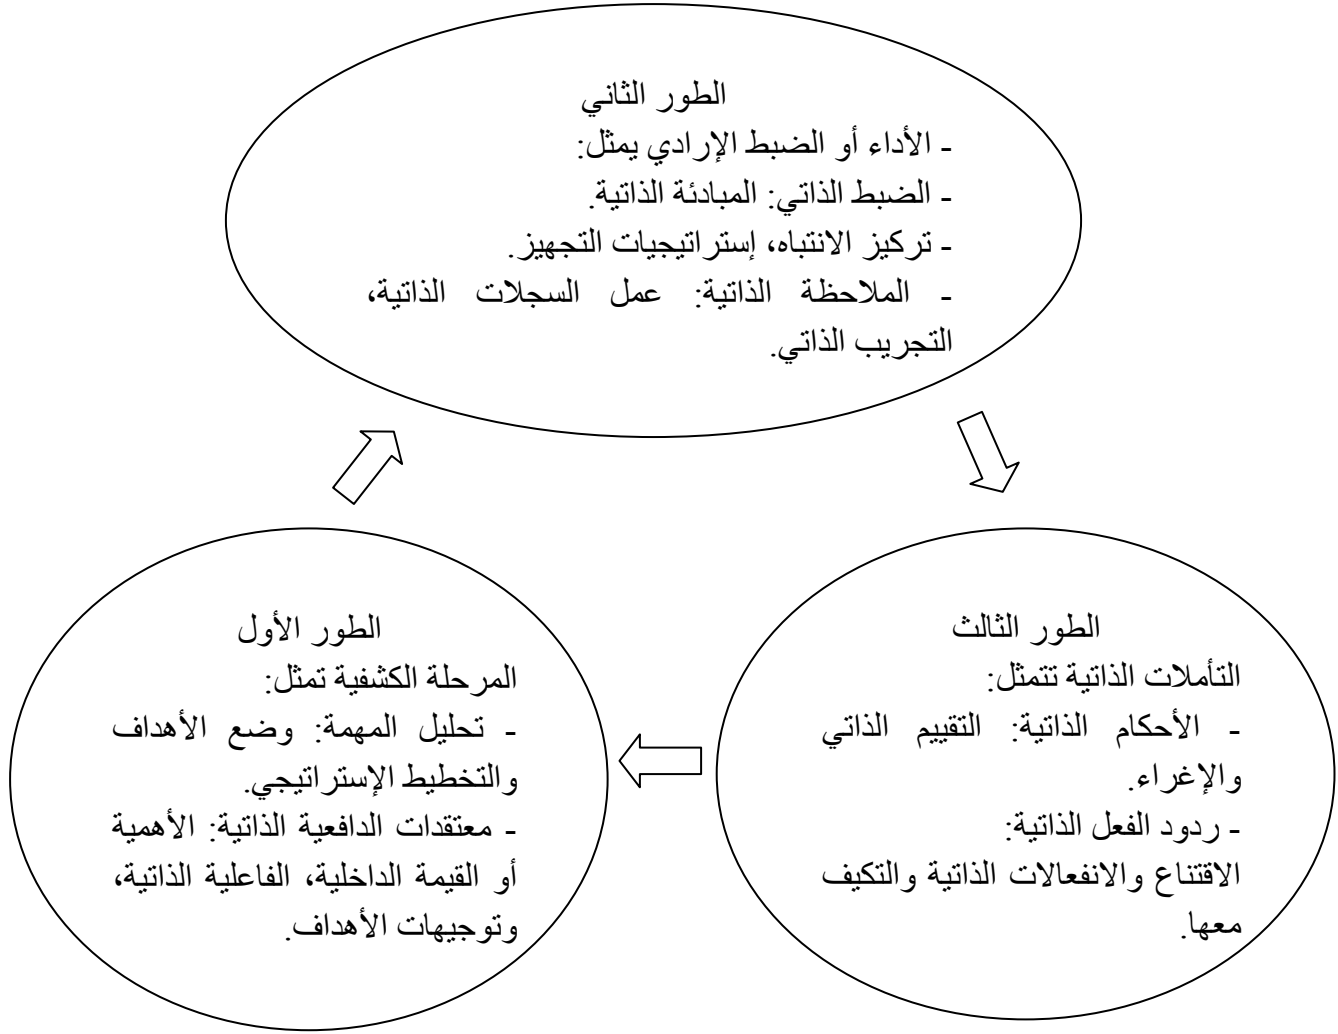 الطور الثاني
- الأداء أو الضبط الإرادي يمثل:
- الضبط الذاتي: المبادئة الذاتية.
- تركيز الانتباه، إستراتيجيات التجهيز.
- الملاحظة الذاتية: عمل السجلات الذاتية،
التجريب الذاتي.
الطور الأول
المرحلة الكشفية تمثل:
- تحليل المهمة: وضع الأهداف
والتخطيط الإستراتيجي.
- معتقدات الدافعية الذاتية: الأهمية
أو القيمة الداخلية، الفاعلية الذاتية،
وتوجيهات الأهداف.
الطور الثالث
التأملات الذاتية تتمثل:
- الأحكام الذاتية: التقييم الذاتي
والإغراء.
- ردود الفعل الذاتية:
الاقتناع والانفعالات الذاتية والتكيف
معها.